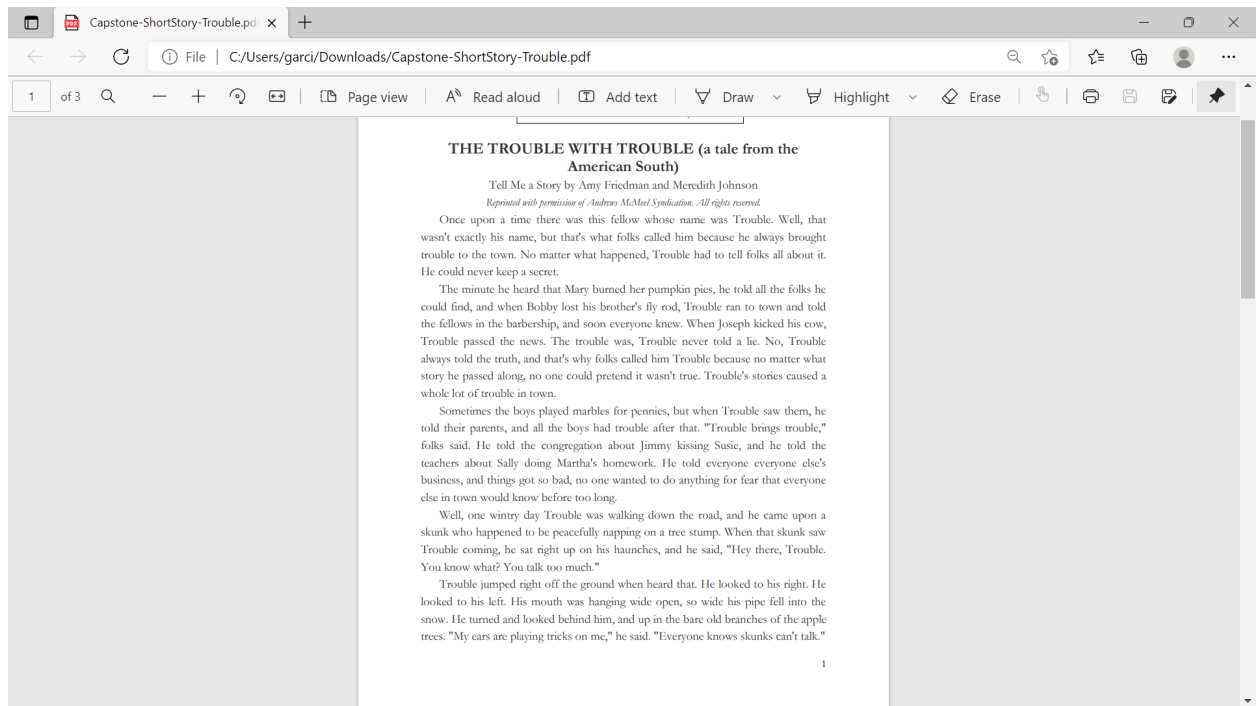 Capstone-ShortStory-Trouble.pd
File | C:/Users/garci/Downloads/Capstone-ShortStory-Trouble.pdf
1 of 3 Page view Read aloud Add text Draw Highlight Erase
THE TROUBLE WITH TROUBLE (a tale from the
American South)
Tell Me a Story by Amy Friedman and Meredith Johnson
Reprinted with permission of Andrews McMeel Syndication. All rights reserved.
Once upon a time there was this fellow whose name was Trouble. Well, that
wasn't exactly his name, but that's what folks called him because he always brought
trouble to the town. No matter what happened, Trouble had to tell folks all about it.
He could never keep a secret.
The minute he heard that Mary burned her pumpkin pies, he told all the folks he
could find, and when Bobby lost his brother's fly rod, Trouble ran to town and told
the fellows in the barbership, and soon everyone knew. When Joseph kicked his cow,
Trouble passed the news. The trouble was, Trouble never told a lie. No, Trouble
always told the truth, and that's why folks called him Trouble because no matter what
story he passed along, no one could pretend it wasn't true. Trouble's stories caused a
whole lot of trouble in town.
Sometimes the boys played marbles for pennies, but when Trouble saw them, he
told their parents, and all the boys had trouble after that. "Trouble brings trouble,"
folks said. He told the congregation about Jimmy kissing Susie, and he told the
teachers about Sally doing Martha's homework. He told everyone everyone else's
business, and things got so bad, no one wanted to do anything for fear that everyone
else in town would know before too long.
Well, one wintry day Trouble was walking down the road, and he came upon a
skunk who happened to be peacefully napping on a tree stump. When that skunk saw
Trouble coming, he sat right up on his haunches, and he said, "Hey there, Trouble.
You know what? You talk too much."
Trouble jumped right off the ground when heard that. He looked to his right. He
looked to his left. His mouth was hanging wide open, so wide his pipe fell into the
snow. He turned and looked behind him, and up in the bare old branches of the apple
trees. "My ears are playing tricks on me," he said. "Everyone knows skunks can't talk."
1